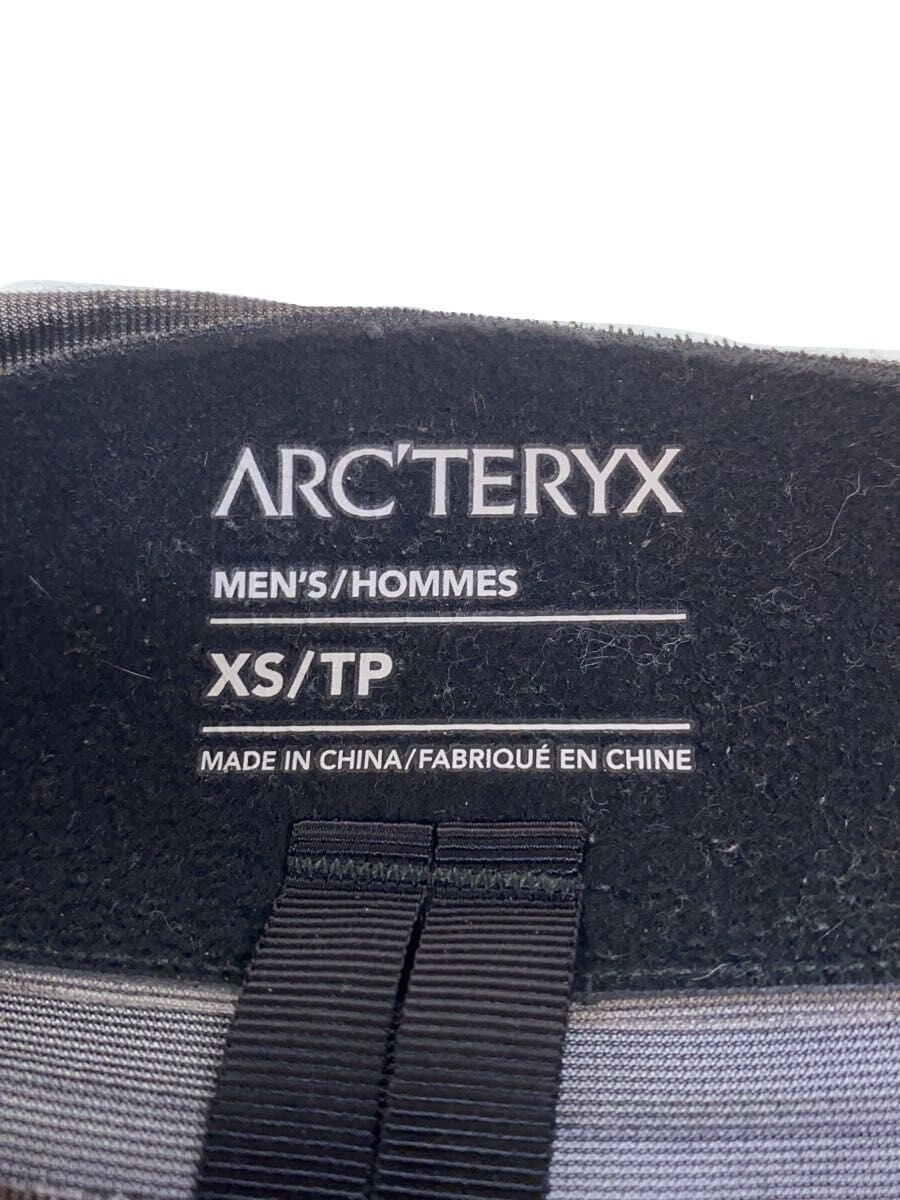 ARC'TERYX
MEN'S/HOMMES
XS/TP
MADE IN CHINA/FABRIQUÉ EN CHINE